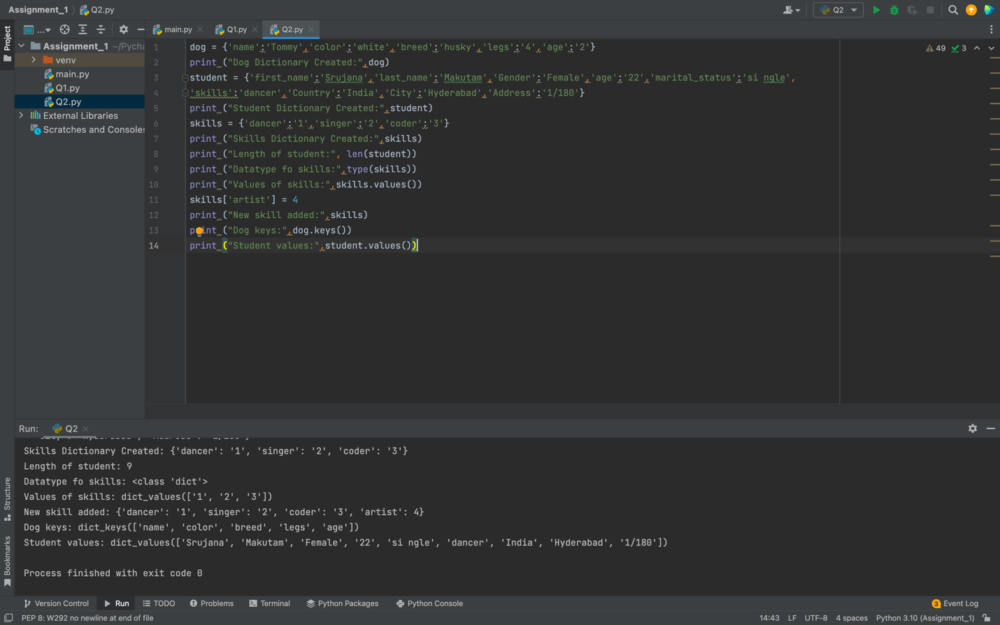 Assignment_1 Q2.py
Q2
Project
...
main.py Q1.py Q2.py
Assignment_1 ~/Pycha
venv
main.py
Q1.py
Q2.py
External Libraries
Scratches and Consoles
49 3
1 dog = {'name':'Tommy','color':'white','breed':'husky','legs':'4','age':'2'}
2 print ("Dog Dictionary Created:",dog)
3 student = {'first_name':'Srujana','last_name':'Makutam','Gender':'Female','age':'22','marital_status':'si ngle',
4 'skills':'dancer','Country':'India','City':'Hyderabad','Address':'1/180'}
5 print ("Student Dictionary Created:",student)
6 skills = {'dancer':'1','singer':'2','coder':'3'}
7 print ("Skills Dictionary Created:",skills)
8 print ("Length of student:", len(student))
9 print ("Datatype fo skills:",type(skills))
10 print ("Values of skills:",skills.values())
11 skills['artist'] = 4
12 print ("New skill added:",skills)
13 print ("Dog keys:",dog.keys())
14 print ("Student values:",student.values())
Run: Q2
Skills Dictionary Created: {'dancer': '1', 'singer': '2', 'coder': '3'}
Length of student: 9
Datatype fo skills: <class 'dict'>
Values of skills: dict_values(['1', '2', '3'])
New skill added: {'dancer': '1', 'singer': '2', 'coder': '3', 'artist': 4}
Dog keys: dict_keys(['name', 'color', 'breed', 'legs', 'age'])
Student values: dict_values(['Srujana', 'Makutam', 'Female', '22', 'si ngle', 'dancer', 'India', 'Hyderabad', '1/180'])
Process finished with exit code 0
Structure
Bookmarks
Version Control Run TODO Problems Terminal Python Packages Python Console 3 Event Log
PEP 8: W292 no newline at end of file 14:43 LF UTF-8 4 spaces Python 3.10 (Assignment_1)